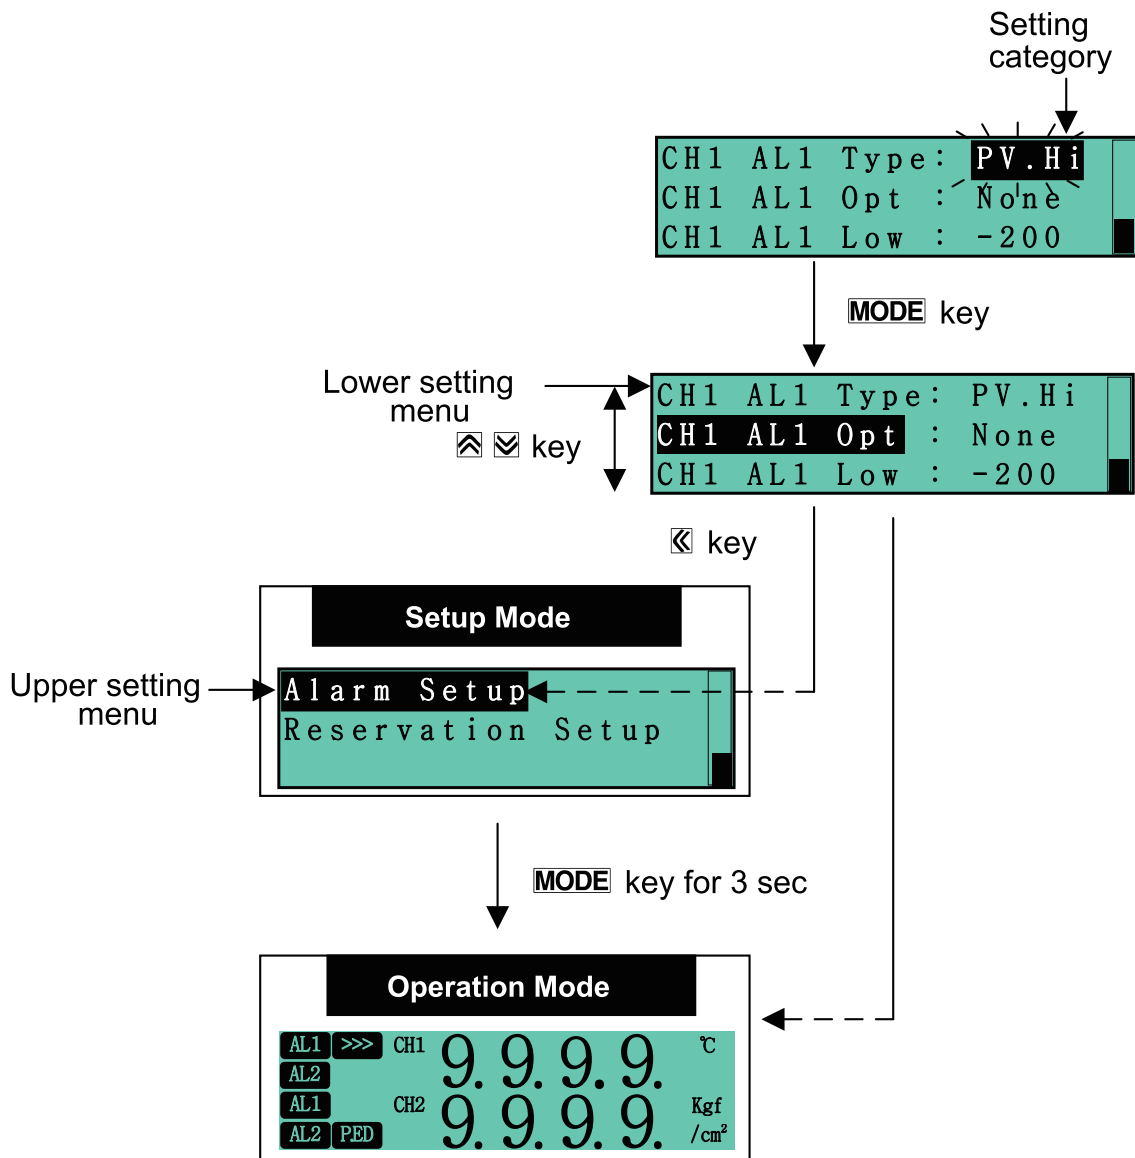 Setting
category
CH1 AL1 Type: PV.Hi
CH1 AL1 Opt : None
CH1 AL1 Low : -200
MODE key
Lower setting
menu
key
CH1 AL1 Type: PV.Hi
CH1 AL1 Opt : None
CH1 AL1 Low : -200
key
Setup Mode
Upper setting
menu
Alarm Setup
Reservation Setup
MODE key for 3 sec
Operation Mode
AL1 >>> CH1 9.9.9.9. ℃
AL2
AL1 CH2 9.9.9.9. Kgf
AL2 P.ED /cm²